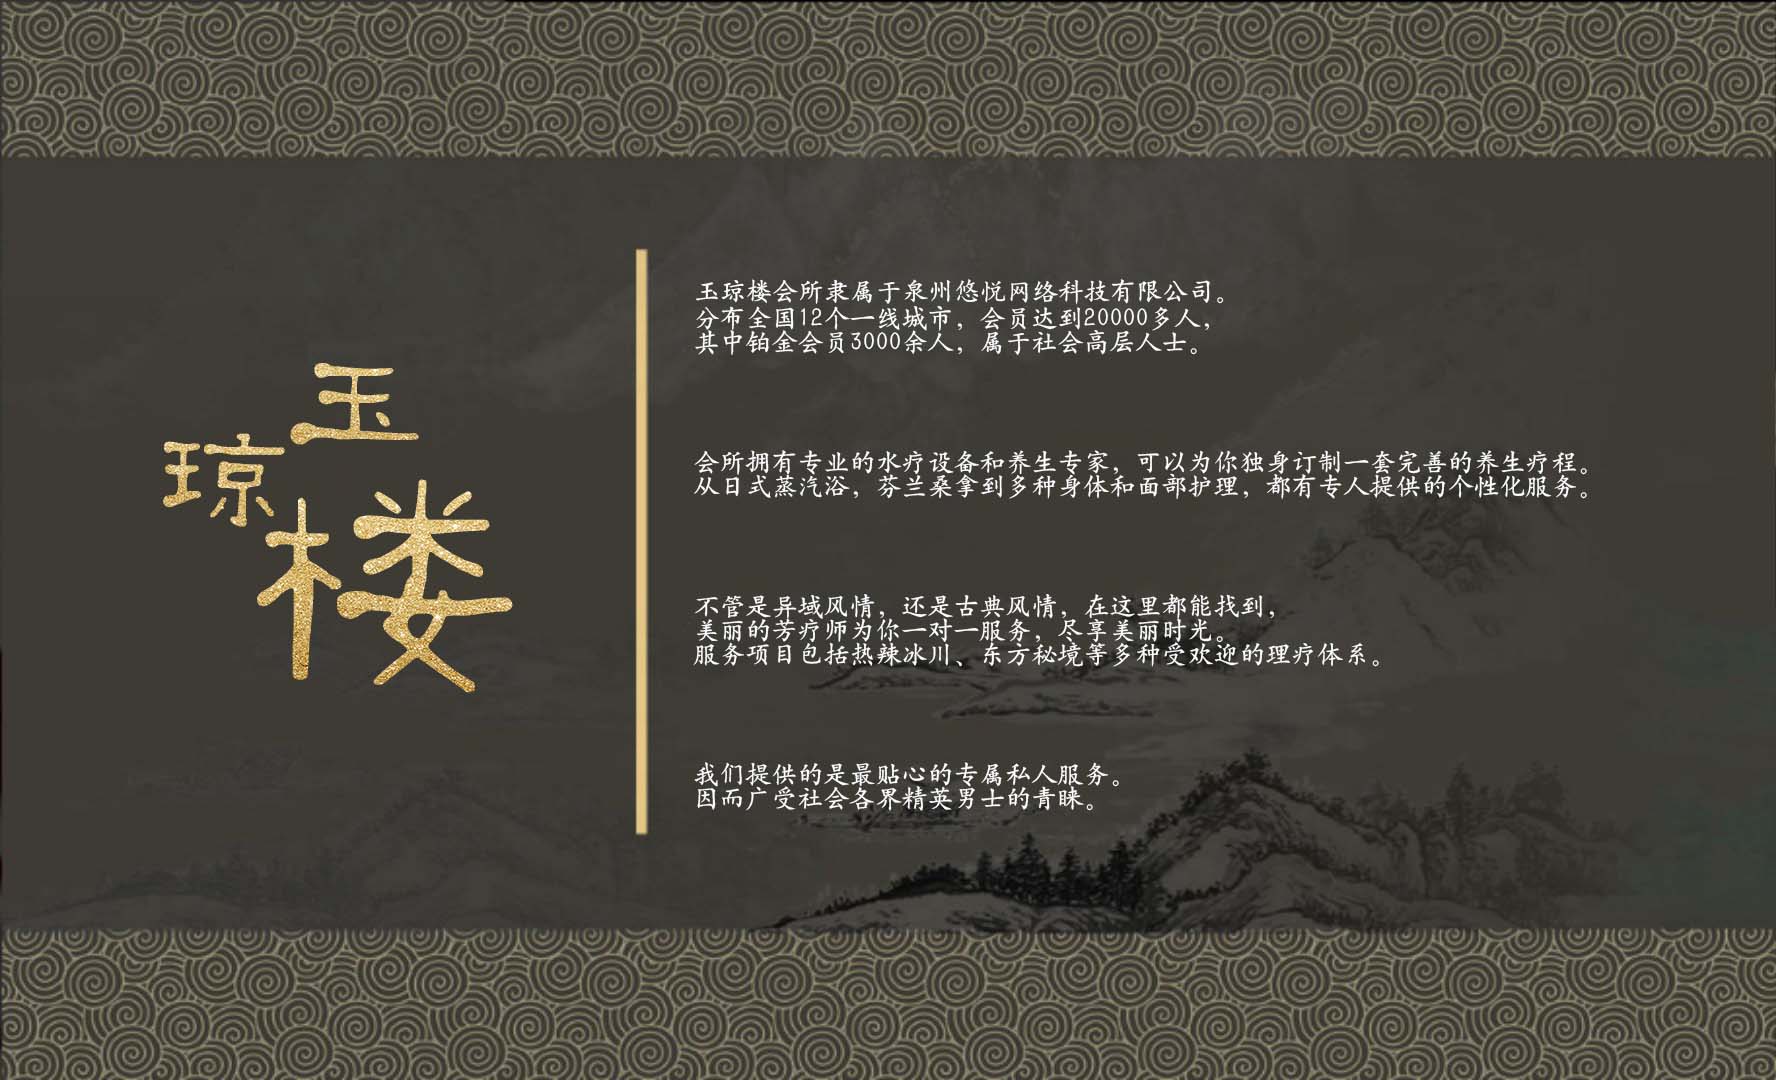 玉琼楼
玉琼楼会所隶属于泉州悠悦网络科技有限公司。
分布全国12个一线城市，会员达到20000多人，
其中铂金会员3000余人，属于社会高层人士。
会所拥有专业的水疗设备和养生专家，可以为你独身订制一套完善的养生疗程。
从日式蒸汽浴，芬兰桑拿到多种身体和面部护理，都有专人提供的个性化服务。
不管是异域风情，还是古典风情，在这里都能找到，
美丽的芳疗师为你一对一服务，尽享美丽时光。
服务项目包括热辣冰川、东方秘境等多种受欢迎的理疗体系。
我们提供的是最贴心的专属私人服务。
因而广受社会各界精英男士的青睐。